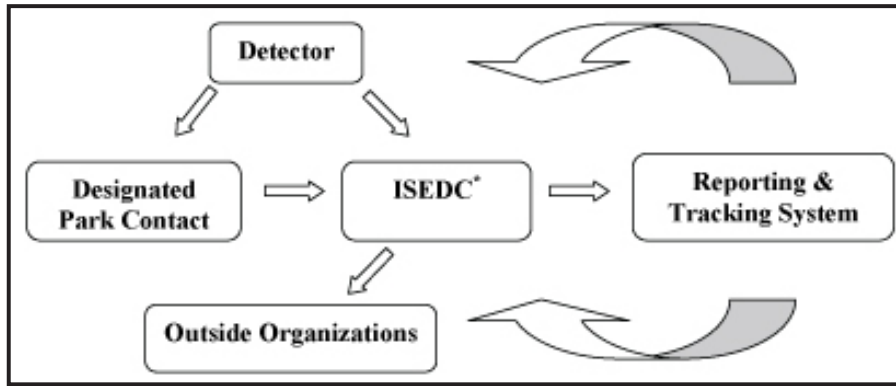 Detector
Designated
Park Contact
ISEDC*
Reporting &
Tracking System
Outside Organizations